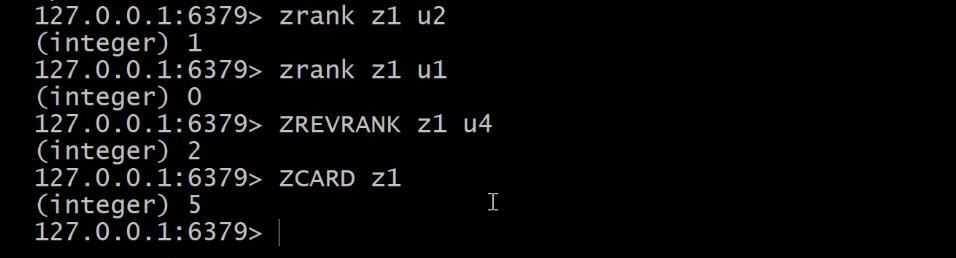 127.0.0.1:6379> zrank z1 u2
(integer) 1
127.0.0.1:6379> zrank z1 u1
(integer) 0
127.0.0.1:6379> ZREVRANK z1 u4
(integer) 2
127.0.0.1:6379> ZCARD z1
(integer) 5
127.0.0.1:6379>